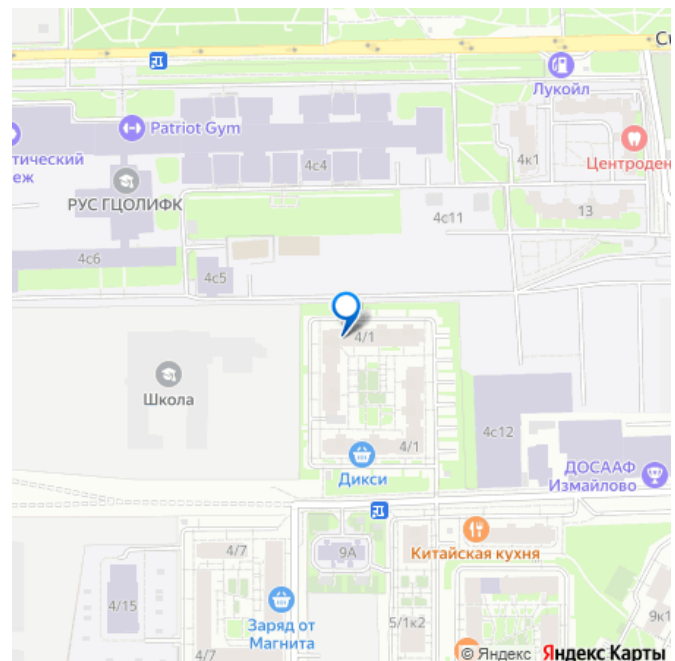 Лукойл
Patriot Gym
тический
еж
4с4
4к1
Центроден
РУС ГЦОЛИФК
4с11
13
4с6
4с5
4/1
Школа
4/1
4с12
Дикси
ДОСААФ
Измайлово
4/7
9А
Китайская кухня
4/15
Заряд от
Магнита
5/1к2
9к1
4/7
© Яндекс Яндекс Карты